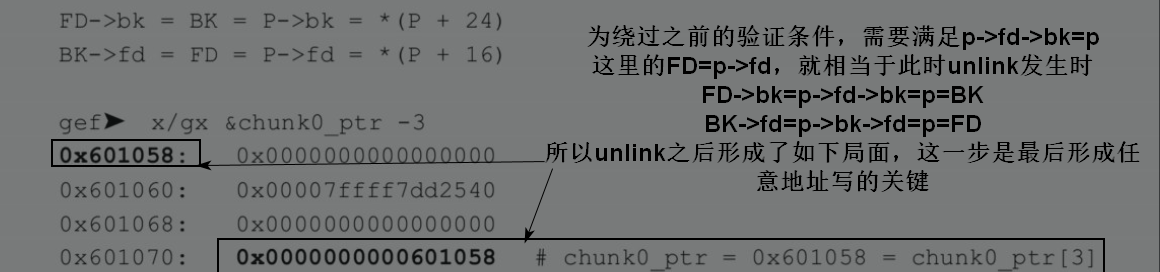 FD->bk = BK = P->bk = *(P + 24)
BK->fd = FD = P->fd = *(P + 16)
为绕过之前的验证条件，需要满足p->fd->bk=p
这里的FD=p->fd，就相当于此时unlink发生时
FD->bk=p->fd->bk=p=BK
BK->fd=p->bk->fd=p=FD
所以unlink之后形成了如下局面，这一步是最后形成任
意地址写的关键
gef➤ x/gx &chunk0_ptr -3
0x601058: 0x0000000000000000
0x601060: 0x00007ffff7dd2540
0x601068: 0x0000000000000000
0x601070: 0x0000000000601058 # chunk0_ptr = 0x601058 = chunk0_ptr[3]